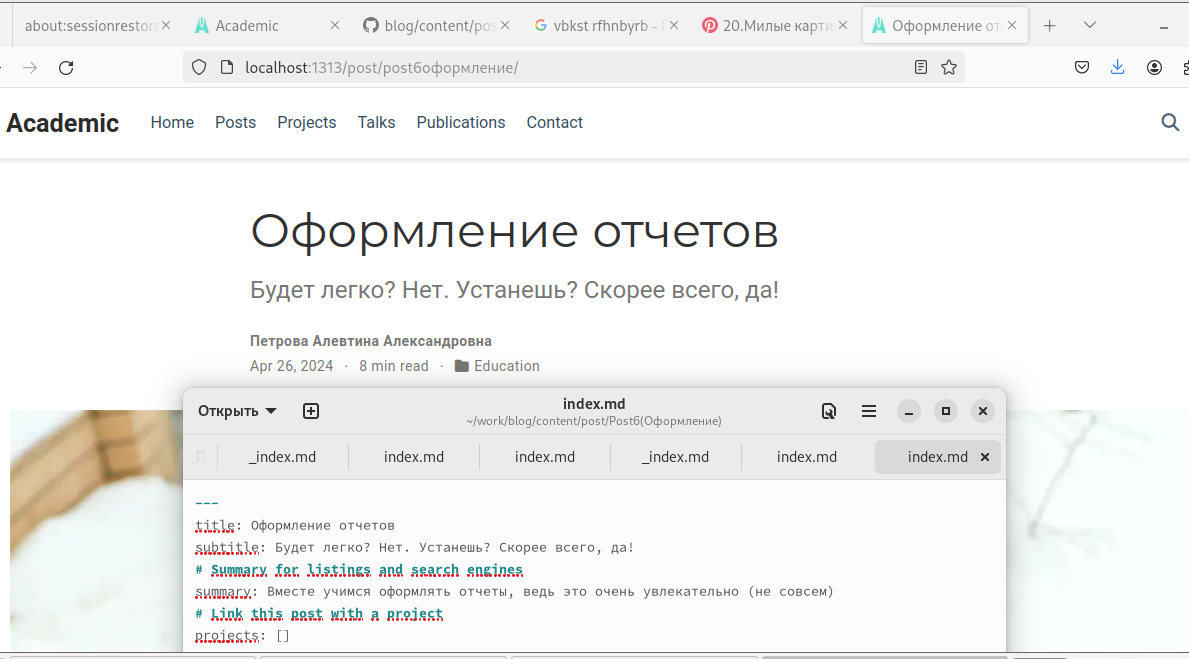 about:sessionrestore Academic blog/content/pos vbkst rfhnbyrb - П 20.Милые карти Оформление от
localhost:1313/post/post6оформление/
Academic Home Posts Projects Talks Publications Contact
Оформление отчетов
Будет легко? Нет. Устанешь? Скорее всего, да!
Петрова Алевтина Александровна
Apr 26, 2024 · 8 min read · Education
Открыть index.md
~/work/blog/content/post/Post6(Оформление)
_index.md index.md index.md _index.md index.md index.md
---
title: Оформление отчетов
subtitle: Будет легко? Нет. Устанешь? Скорее всего, да!
# Summary for listings and search engines
summary: Вместе учимся оформлять отчеты, ведь это очень увлекательно (не совсем)
# Link this post with a project
projects: []